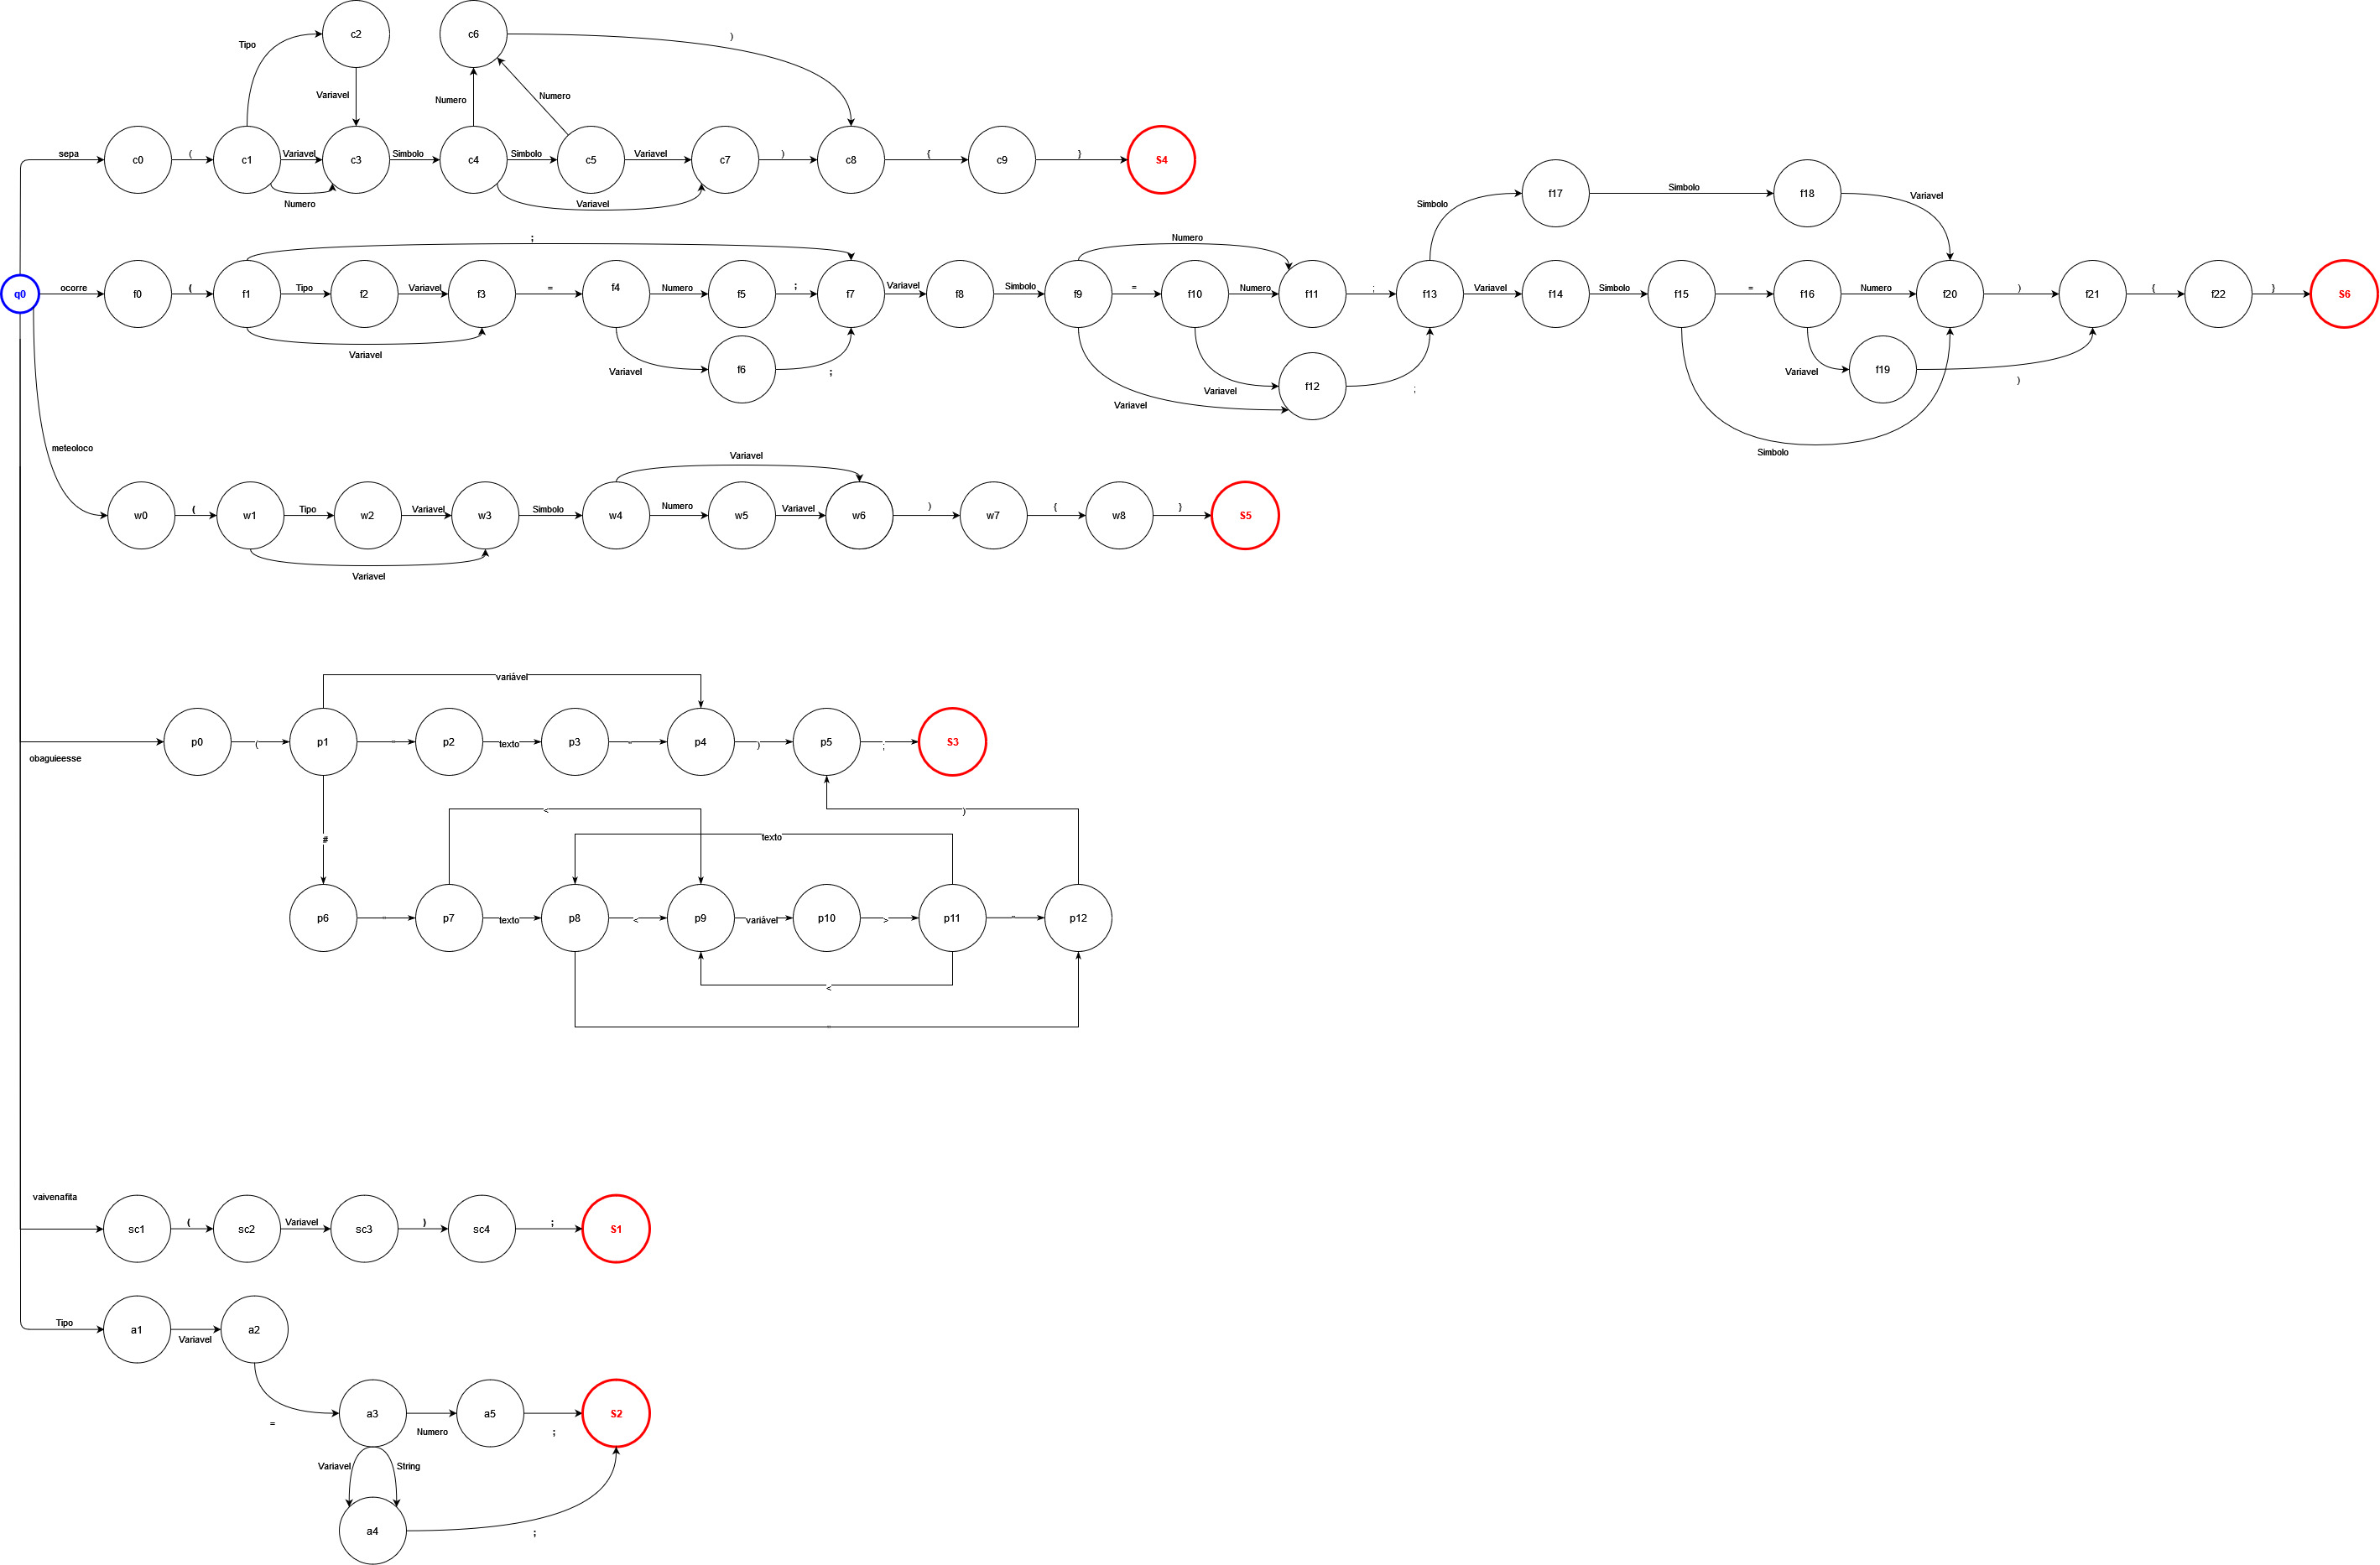 c2
c6
)
Tipo
Variavel
Numero
Numero
sepa
c0
(
c1
Variavel
c3
Simbolo
c4
Simbolo
c5
Variavel
c7
)
c8
{
c9
}
S4
Numero
Variavel
f17
Simbolo
f18
Simbolo
Variavel
;
Numero
q0
ocorre
f0
(
f1
Tipo
f2
Variavel
f3
=
f4
Numero
f5
;
f7
Variavel
f8
Simbolo
f9
=
f10
Numero
f11
;
f13
Variavel
f14
Simbolo
f15
=
f16
Numero
f20
)
f21
{
f22
}
S6
Variavel
Variavel
f6
;
Variavel
Variavel
f12
;
Variavel
f19
)
Simbolo
meteoloco
Variavel
w0
(
w1
Tipo
w2
Variavel
w3
Simbolo
w4
Numero
w5
Variavel
w6
)
w7
{
w8
}
S5
Variavel
variável
obaguieesse
p0
(
p1
p2
texto
p3
p4
)
p5
;
S3
<
)
texto
#
p6
p7
texto
p8
<
p9
variável
p10
>
p11
p12
<
vaivenafita
sc1
(
sc2
Variavel
sc3
)
sc4
;
S1
Tipo
a1
Variavel
a2
=
a3
Numero
a5
;
S2
Variavel
String
a4
;